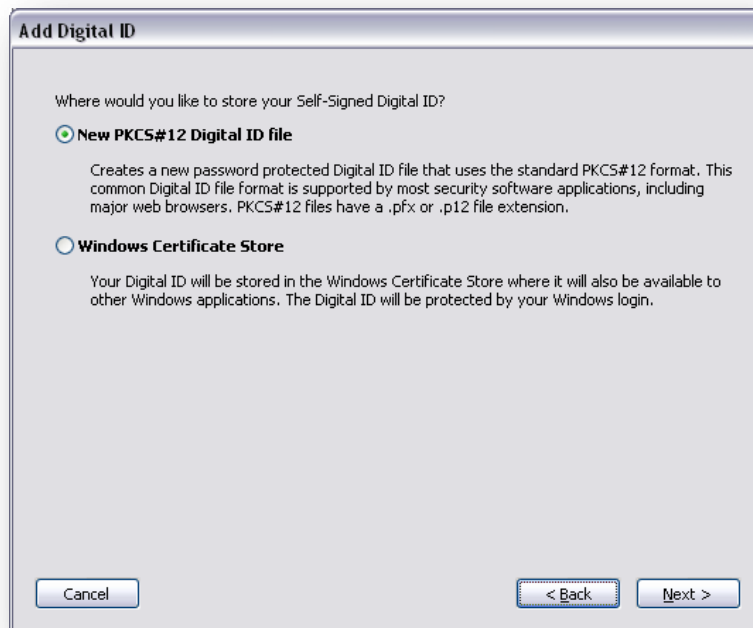 Add Digital ID
Where would you like to store your Self-Signed Digital ID?
New PKCS#12 Digital ID file
Creates a new password protected Digital ID file that uses the standard PKCS#12 format. This
common Digital ID file format is supported by most security software applications, including
major web browsers. PKCS#12 files have a .pfx or .p12 file extension.
Windows Certificate Store
Your Digital ID will be stored in the Windows Certificate Store where it will also be available to
other Windows applications. The Digital ID will be protected by your Windows login.
Cancel < Back Next >